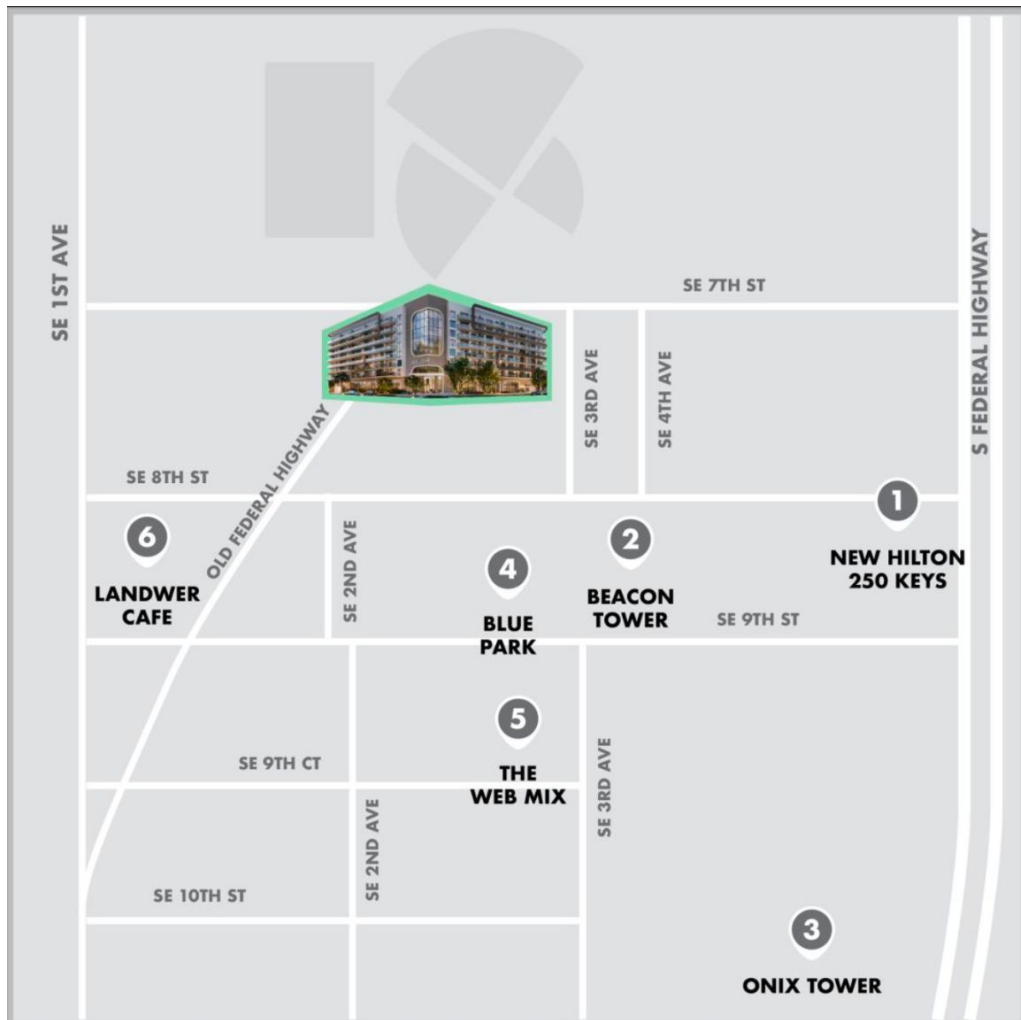 SE 1ST AVE
SE 7TH ST
S FEDERAL HIGHWAY
SE 3RD AVE
SE 4TH AVE
OLD FEDERAL HIGHWAY
SE 8TH ST
1
NEW HILTON
250 KEYS
6
LANDWER
CAFE
SE 2ND AVE
4
BLUE
PARK
2
BEACON
TOWER
SE 9TH ST
5
THE
WEB MIX
SE 9TH CT
SE 3RD AVE
SE 2ND AVE
SE 10TH ST
3
ONIX TOWER